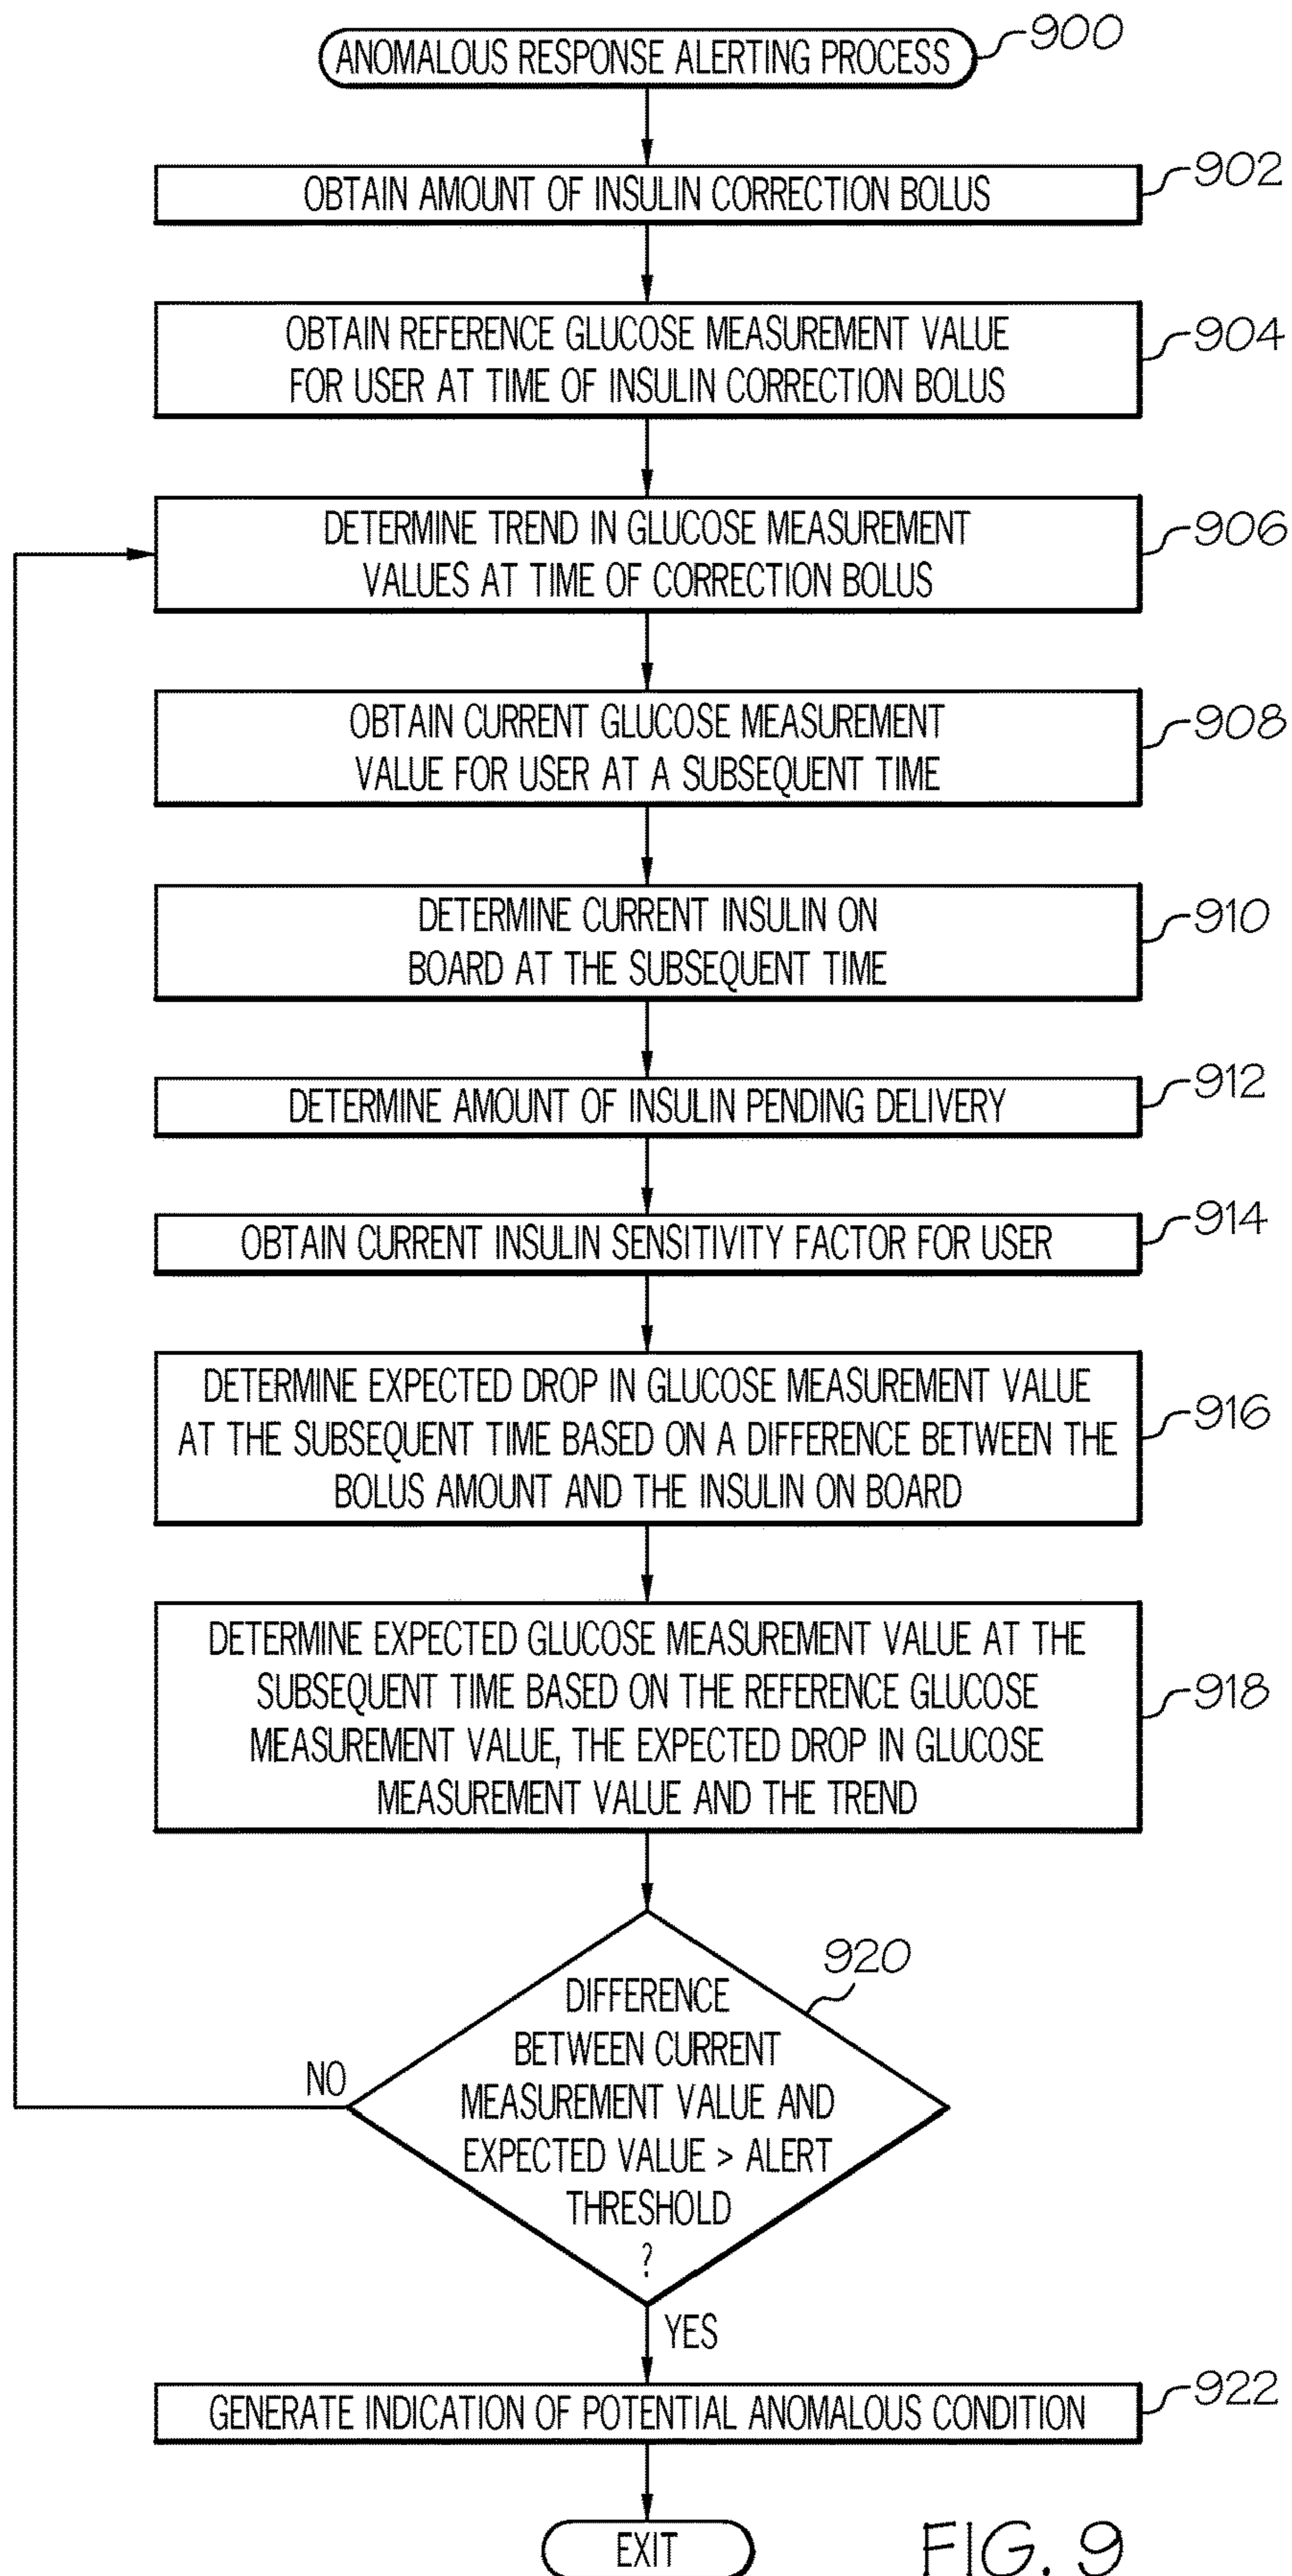 ANOMALOUS RESPONSE ALERTING PROCESS
900
OBTAIN AMOUNT OF INSULIN CORRECTION BOLUS
902
OBTAIN REFERENCE GLUCOSE MEASUREMENT VALUE
FOR USER AT TIME OF INSULIN CORRECTION BOLUS
904
DETERMINE TREND IN GLUCOSE MEASUREMENT
VALUES AT TIME OF CORRECTION BOLUS
906
OBTAIN CURRENT GLUCOSE MEASUREMENT
VALUE FOR USER AT A SUBSEQUENT TIME
908
DETERMINE CURRENT INSULIN ON
BOARD AT THE SUBSEQUENT TIME
910
DETERMINE AMOUNT OF INSULIN PENDING DELIVERY
912
OBTAIN CURRENT INSULIN SENSITIVITY FACTOR FOR USER
914
DETERMINE EXPECTED DROP IN GLUCOSE MEASUREMENT VALUE
AT THE SUBSEQUENT TIME BASED ON A DIFFERENCE BETWEEN THE
BOLUS AMOUNT AND THE INSULIN ON BOARD
916
DETERMINE EXPECTED GLUCOSE MEASUREMENT VALUE AT THE
SUBSEQUENT TIME BASED ON THE REFERENCE GLUCOSE
MEASUREMENT VALUE, THE EXPECTED DROP IN GLUCOSE
MEASUREMENT VALUE AND THE TREND
918
920
DIFFERENCE
BETWEEN CURRENT
MEASUREMENT VALUE AND
EXPECTED VALUE > ALERT
THRESHOLD
?
NO
YES
GENERATE INDICATION OF POTENTIAL ANOMALOUS CONDITION
922
EXIT
FIG. 9